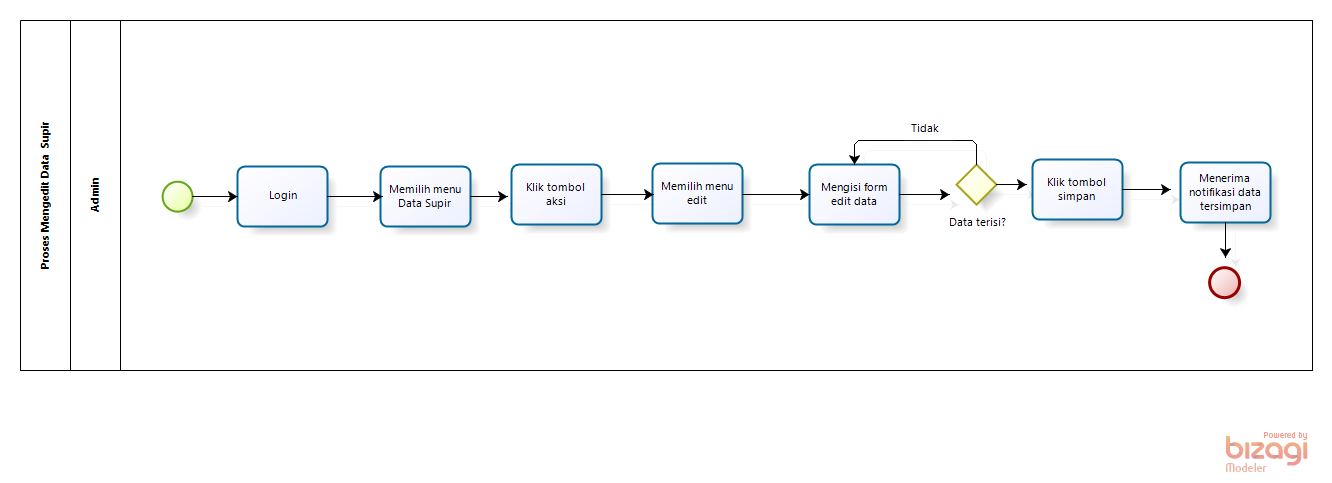 Proses Mengedit Data Supir
Admin
Login
Memilih menu
Data Supir
Klik tombol
aksi
Memilih menu
edit
Mengisi form
edit data
Tidak
Data terisi?
Klik tombol
simpan
Menerima
notifikasi data
tersimpan
Powered by
bizagi
Modeler